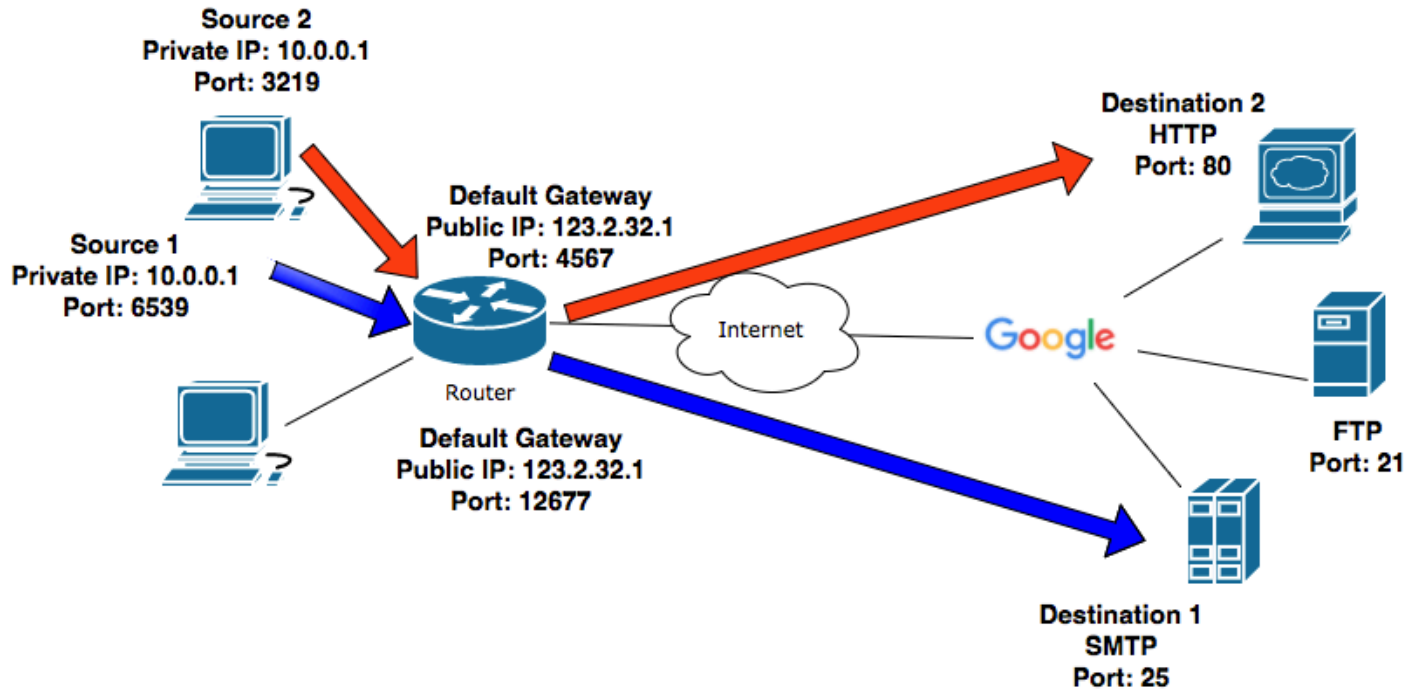 Source 2
Private IP: 10.0.0.1
Port: 3219
Source 1
Private IP: 10.0.0.1
Port: 6539
Default Gateway
Public IP: 123.2.32.1
Port: 4567
Router
Default Gateway
Public IP: 123.2.32.1
Port: 12677
Internet
Google
Destination 2
HTTP
Port: 80
FTP
Port: 21
Destination 1
SMTP
Port: 25